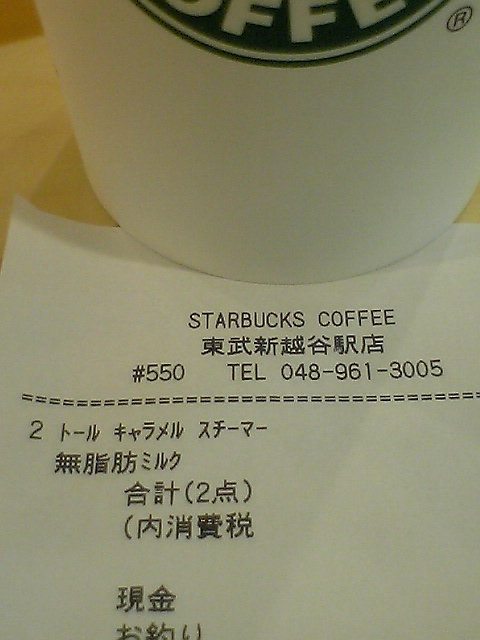 COFFEE
®
STARBUCKS COFFEE
東武新越谷駅店
#550 TEL 048-961-3005
===================================
2 トール キャラメル スチーマー
無脂肪ミルク
合計(2点)
(内消費税
現金
お釣り